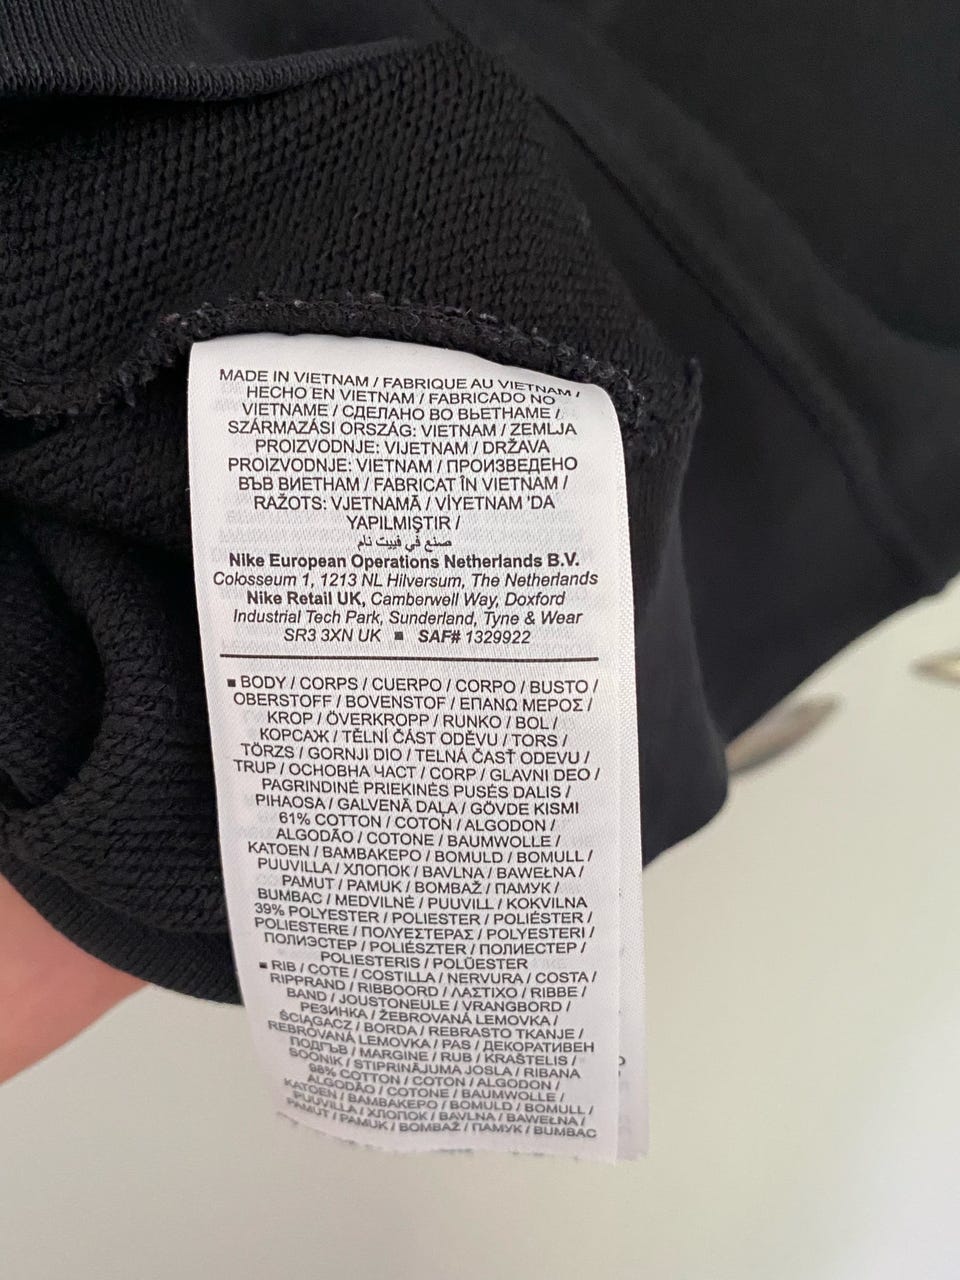 MADE IN VIETNAM / FABRIQUE AU VIETNAM /
HECHO EN VIETNAM / FABRICADO NO
VIETNAME / СДЕЛАНО ВО ВЬЕТНАМЕ /
SZÁRMAZÁSI ORSZÁG: VIETNAM / ZEMLJA
PROIZVODNJE: VIJETNAM / DRŽAVA
PROIZVODNJE: VIETNAM / ПРОИЗВЕДЕНО
ВЪВ ВИЕТНАМ / FABRICAT ÎN VIETNAM /
RAŽOTS: VJETNAMĀ / VİYETNAM 'DA
YAPILMIŞTIR /
صنع في فييت نام
Nike European Operations Netherlands B.V.
Colosseum 1, 1213 NL Hilversum, The Netherlands
Nike Retail UK, Camberwell Way, Doxford
Industrial Tech Park, Sunderland, Tyne & Wear
SR3 3XN UK ■ SAF# 1329922
■ BODY / CORPS / CUERPO / CORPO / BUSTO /
OBERSTOFF / BOVENSTOF / ΕΠΑΝΩ ΜΕΡΟΣ /
KROP / ÖVERKROPP / RUNKO / BOL /
КОРСАЖ / TĚLNÍ ČÁST ODĚVU / TORS /
TÖRZS / GORNJI DIO / TELNÁ ČASŤ ODEVU /
TRUP / ОСНОВНА ЧАСТ / CORP / GLAVNI DEO /
PAGRINDINĖ PRIEKINĖS PUSĖS DALIS /
PIHAOSA / GALVENĀ DAĻA / GÖVDE KISMI
61% COTTON / COTON / ALGODON /
ALGODÃO / COTONE / BAUMWOLLE /
KATOEN / ΒΑΜΒΑΚΕΡΟ / BOMULD / BOMULL /
PUUVILLA / ХЛОПОК / BAVLNA / BAWEŁNA /
PAMUT / PAMUK / BOMBAŽ / ПАМУК /
BUMBAC / MEDVILNĖ / PUUVILL / KOKVILNA
39% POLYESTER / POLIESTER / POLIÉSTER /
POLIESTERE / ΠΟΛΥΕΣΤΕΡΑΣ / POLYESTERI /
ПОЛИЭСТЕР / POLIÉSZTER / ПОЛИЕСТЕР /
POLIESTERIS / POLÜESTER
■ RIB / COTE / COSTILLA / NERVURA / COSTA /
RIPPRAND / RIBBOORD / ΛΑΣΤΙΧΟ / RIBBE /
BAND / JOUSTONEULE / VRANGBORD /
РЕЗИНКА / ŽEBROVANÁ LEMOVKA /
ŚCIĄGACZ / BORDA / REBRASTO TKANJE /
REBROVANÁ LEMOVKA / PAS / ДЕКОРАТИВЕН
ПОДГЪВ / MARGINE / RUB / KRAŠTELIS /
SOONIK / STIPRINĀJUMA JOSLA / RIBANA
98% COTTON / COTON / ALGODON /
ALGODÃO / COTONE / BAUMWOLLE /
KATOEN / ΒΑΜΒΑΚΕΡΟ / BOMULD / BOMULL /
PUUVILLA / ХЛОПОК / BAVLNA / BAWEŁNA /
PAMUT / PAMUK / BOMBAŽ / ПАМУК / BUMBAC